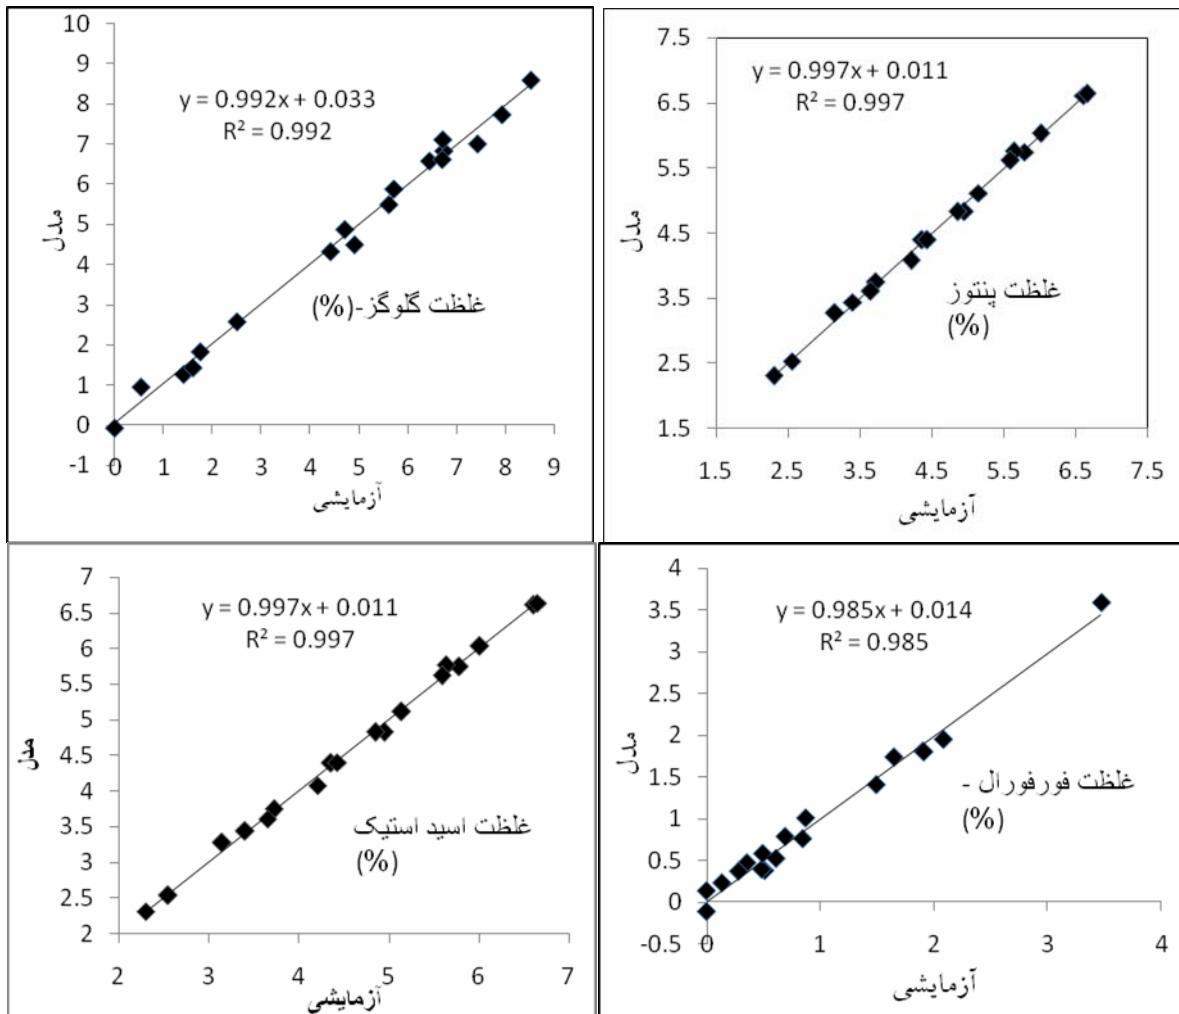 10
9
8
7
6
5
4
3
2
1
0
-1
y = 0.992x + 0.033
R² = 0.992
مدل
غلظت گلوگز-(%)
0 1 2 3 4 5 6 7 8 9
آزمایشی
7.5
6.5
5.5
4.5
3.5
2.5
1.5
y = 0.997x + 0.011
R² = 0.997
مدل
غلظت پنتوز
(%)
1.5 2.5 3.5 4.5 5.5 6.5 7.5
آزمایشی
7
6.5
6
5.5
5
4.5
4
3.5
3
2.5
2
y = 0.997x + 0.011
R² = 0.997
مدل
غلظت اسید استیک
(%)
2 3 4 5 6 7
آزمایشی
4
3.5
3
2.5
2
1.5
1
0.5
0
-0.5
y = 0.985x + 0.014
R² = 0.985
مدل
غلظت فورفورال -
(%)
0 1 2 3 4
آزمایشی